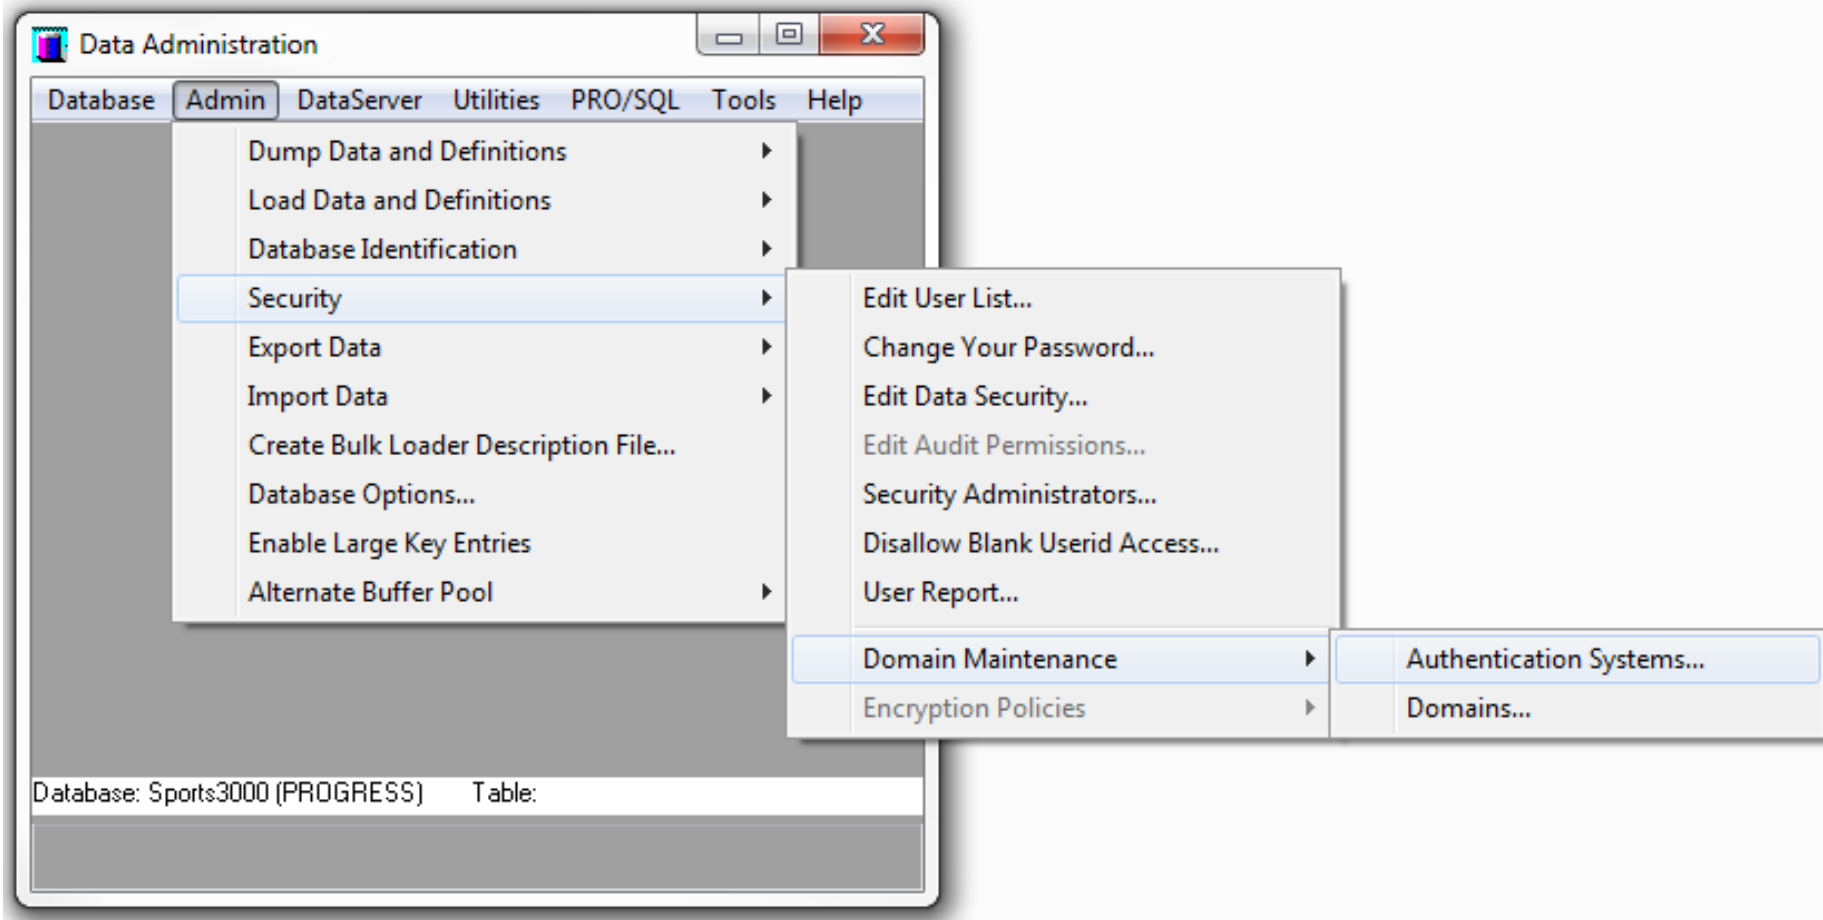 Data Administration
Database Admin DataServer Utilities PRO/SQL Tools Help
Dump Data and Definitions
Load Data and Definitions
Database Identification
Security
Export Data
Import Data
Create Bulk Loader Description File...
Database Options...
Enable Large Key Entries
Alternate Buffer Pool
Edit User List...
Change Your Password...
Edit Data Security...
Edit Audit Permissions...
Security Administrators...
Disallow Blank Userid Access...
User Report...
Domain Maintenance
Encryption Policies
Authentication Systems...
Domains...
Database: Sports3000 (PROGRESS) Table: